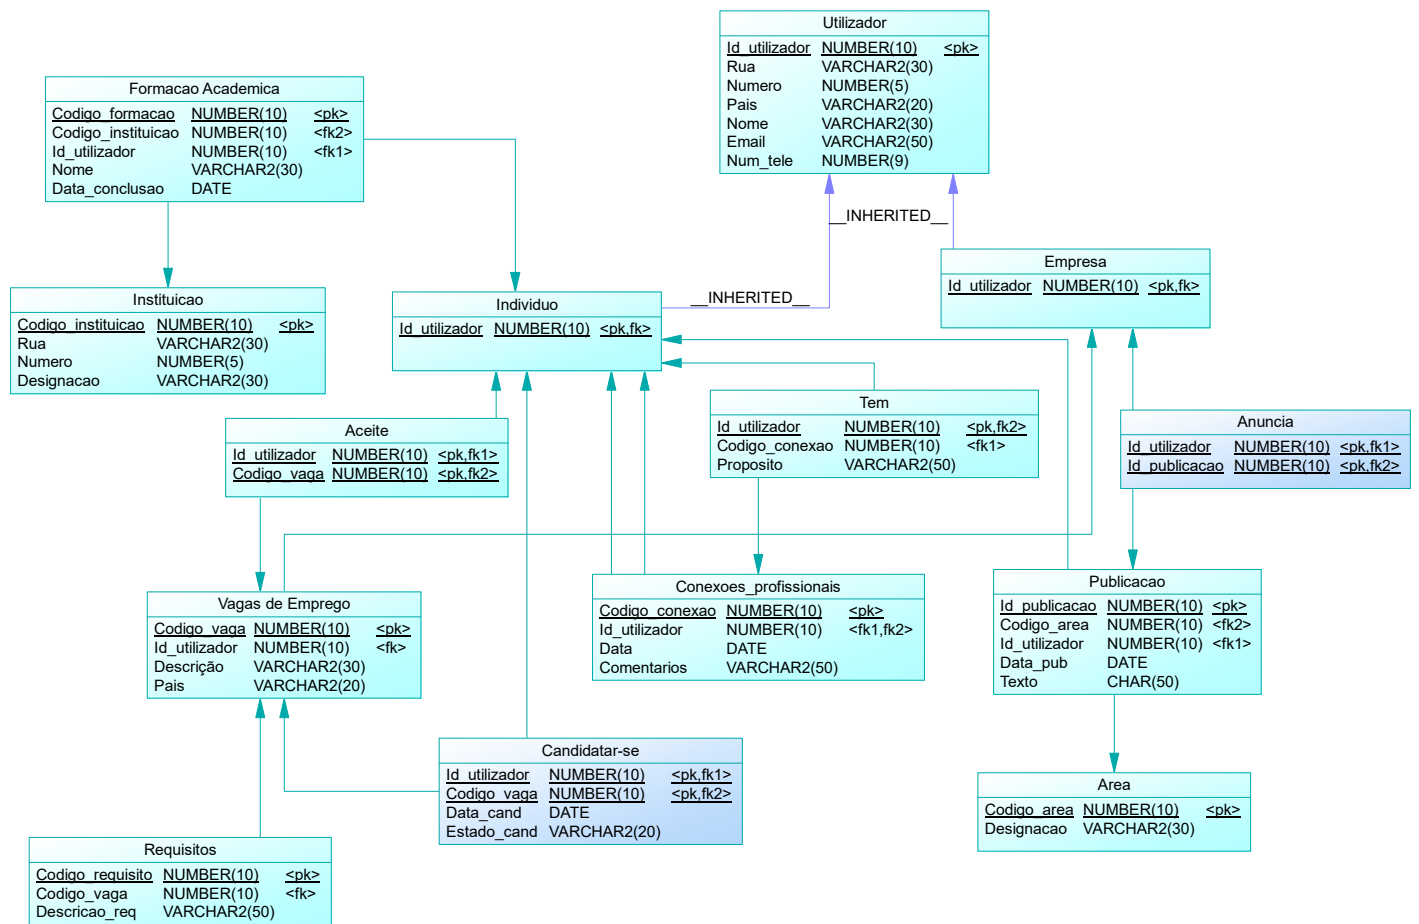 Utilizador
Id_utilizador NUMBER(10) <pk>
Rua VARCHAR2(30)
Numero NUMBER(5)
Pais VARCHAR2(20)
Nome VARCHAR2(30)
Email VARCHAR2(50)
Num_tele NUMBER(9)
Formacao Academica
Codigo_formacao NUMBER(10) <pk>
Codigo_instituicao NUMBER(10) <fk2>
Id_utilizador NUMBER(10) <fk1>
Nome VARCHAR2(30)
Data_conclusao DATE
__INHERITED__
Empresa
Id_utilizador NUMBER(10) <pk,fk>
Instituicao
Codigo_instituicao NUMBER(10) <pk>
Rua VARCHAR2(30)
Numero NUMBER(5)
Designacao VARCHAR2(30)
Individuo
Id_utilizador NUMBER(10) <pk,fk>
__INHERITED__
Tem
Id_utilizador NUMBER(10) <pk,fk2>
Codigo_conexao NUMBER(10) <fk1>
Proposito VARCHAR2(50)
Anuncia
Id_utilizador NUMBER(10) <pk,fk1>
Id_publicacao NUMBER(10) <pk,fk2>
Aceite
Id_utilizador NUMBER(10) <pk,fk1>
Codigo_vaga NUMBER(10) <pk,fk2>
Vagas de Emprego
Codigo_vaga NUMBER(10) <pk>
Id_utilizador NUMBER(10) <fk>
Descrição VARCHAR2(30)
Pais VARCHAR2(20)
Conexoes_profissionais
Codigo_conexao NUMBER(10) <pk>
Id_utilizador NUMBER(10) <fk1,fk2>
Data DATE
Comentarios VARCHAR2(50)
Publicacao
Id_publicacao NUMBER(10) <pk>
Codigo_area NUMBER(10) <fk2>
Id_utilizador NUMBER(10) <fk1>
Data_pub DATE
Texto CHAR(50)
Candidatar-se
Id_utilizador NUMBER(10) <pk,fk1>
Codigo_vaga NUMBER(10) <pk,fk2>
Data_cand DATE
Estado_cand VARCHAR2(20)
Area
Codigo_area NUMBER(10) <pk>
Designacao VARCHAR2(30)
Requisitos
Codigo_requisito NUMBER(10) <pk>
Codigo_vaga NUMBER(10) <fk>
Descricao_req VARCHAR2(50)